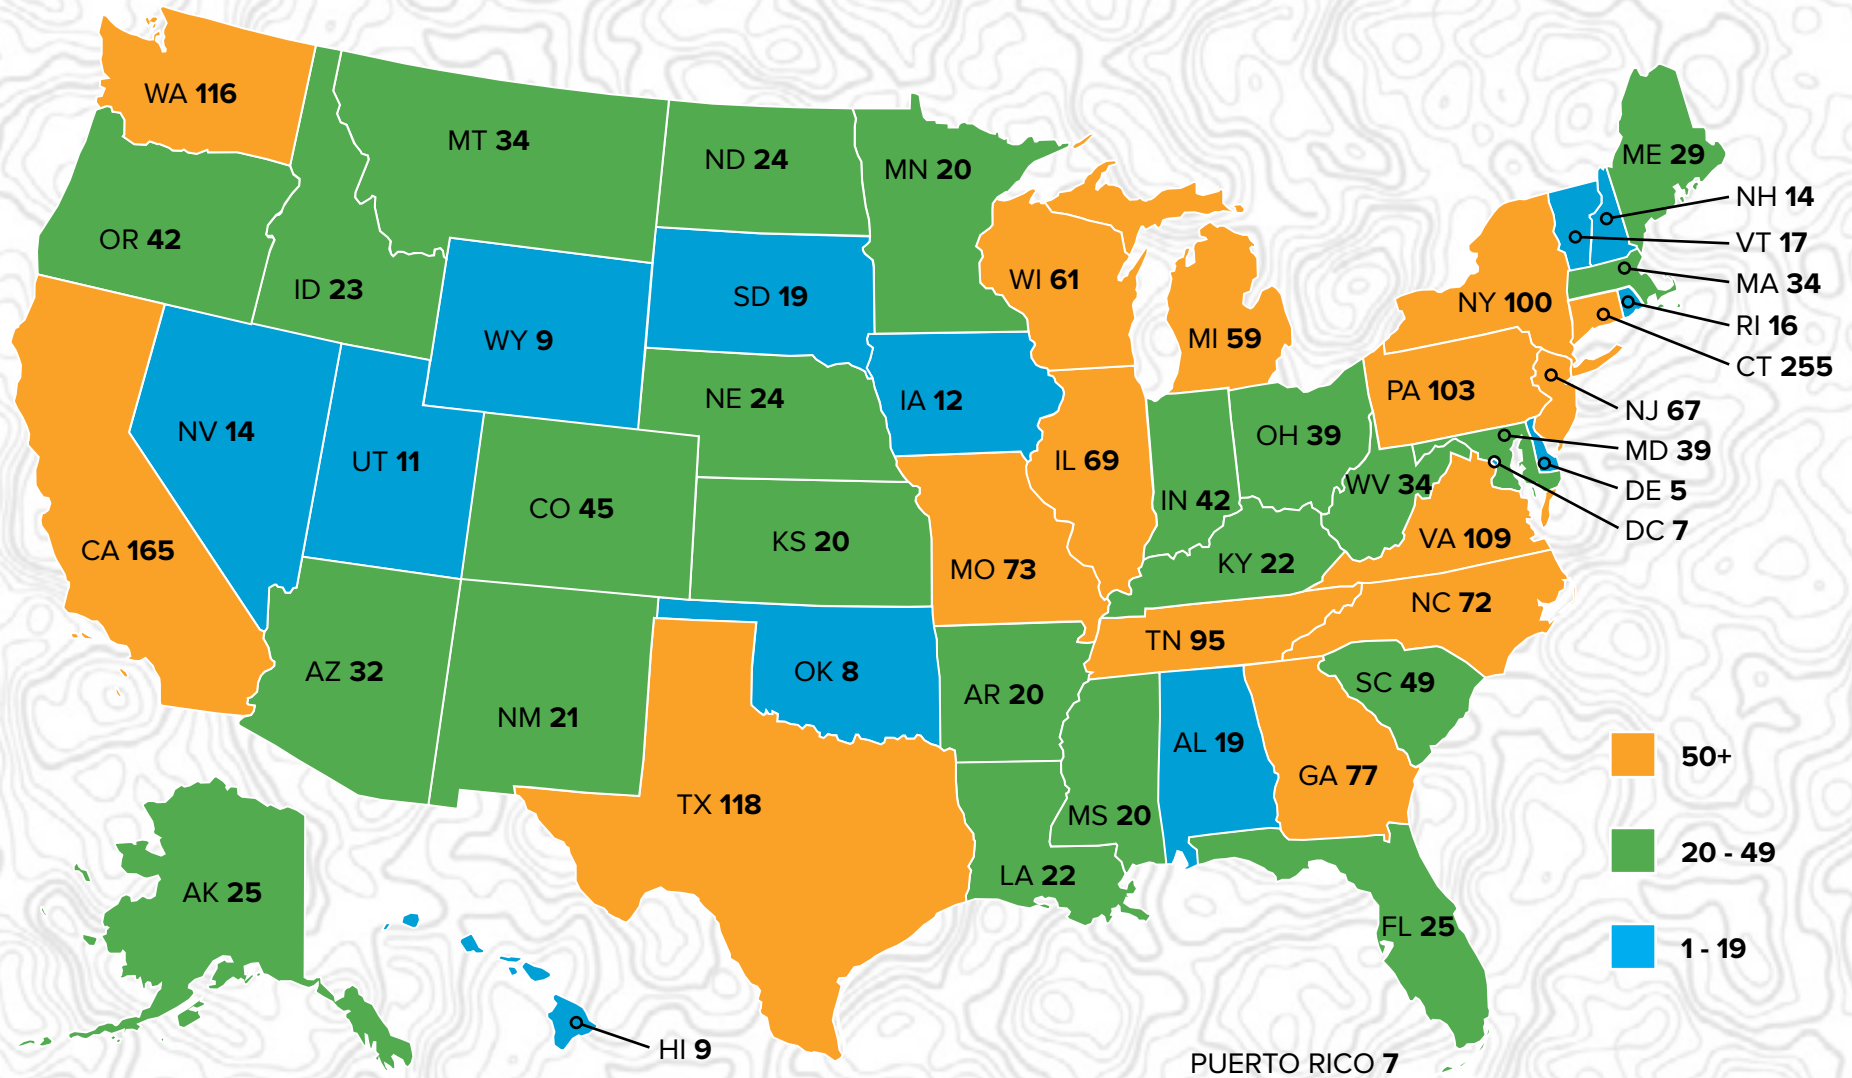 WA 116
MT 34
ND 24
MN 20
ME 29
NH 14
VT 17
MA 34
RI 16
CT 255
OR 42
ID 23
WY 9
SD 19
WI 61
MI 59
NY 100
PA 103
NJ 67
MD 39
DE 5
DC 7
NV 14
UT 11
CO 45
NE 24
IA 12
IL 69
IN 42
OH 39
WV 34
VA 109
CA 165
KS 20
MO 73
KY 22
NC 72
TN 95
AZ 32
NM 21
OK 8
AR 20
SC 49
AL 19
GA 77
TX 118
MS 20
LA 22
FL 25
AK 25
HI 9
PUERTO RICO 7
50+
20 - 49
1 - 19